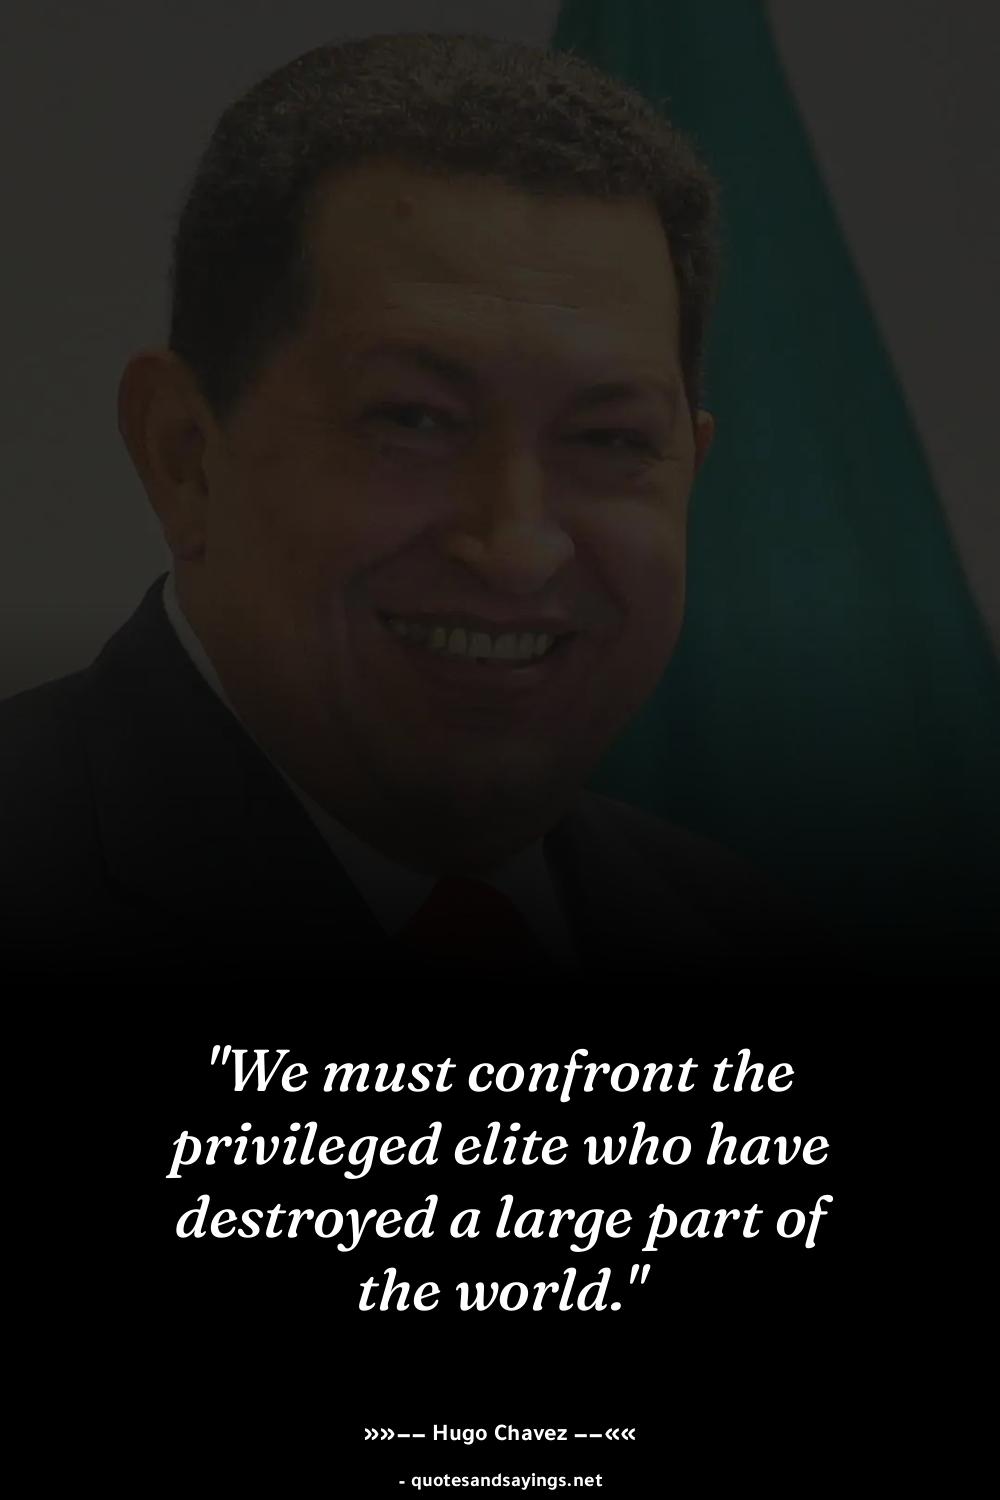 "We must confront the
privileged elite who have
destroyed a large part of
the world."
»»−− Hugo Chavez −−««
- quotesandsayings.net